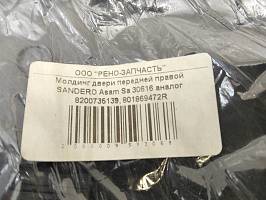 ООО "РЕНО-ЗАПЧАСТЬ"
Молдинг двери передней правой
SANDERO Asam Sa 30616 аналог
8200735139, 801869472R